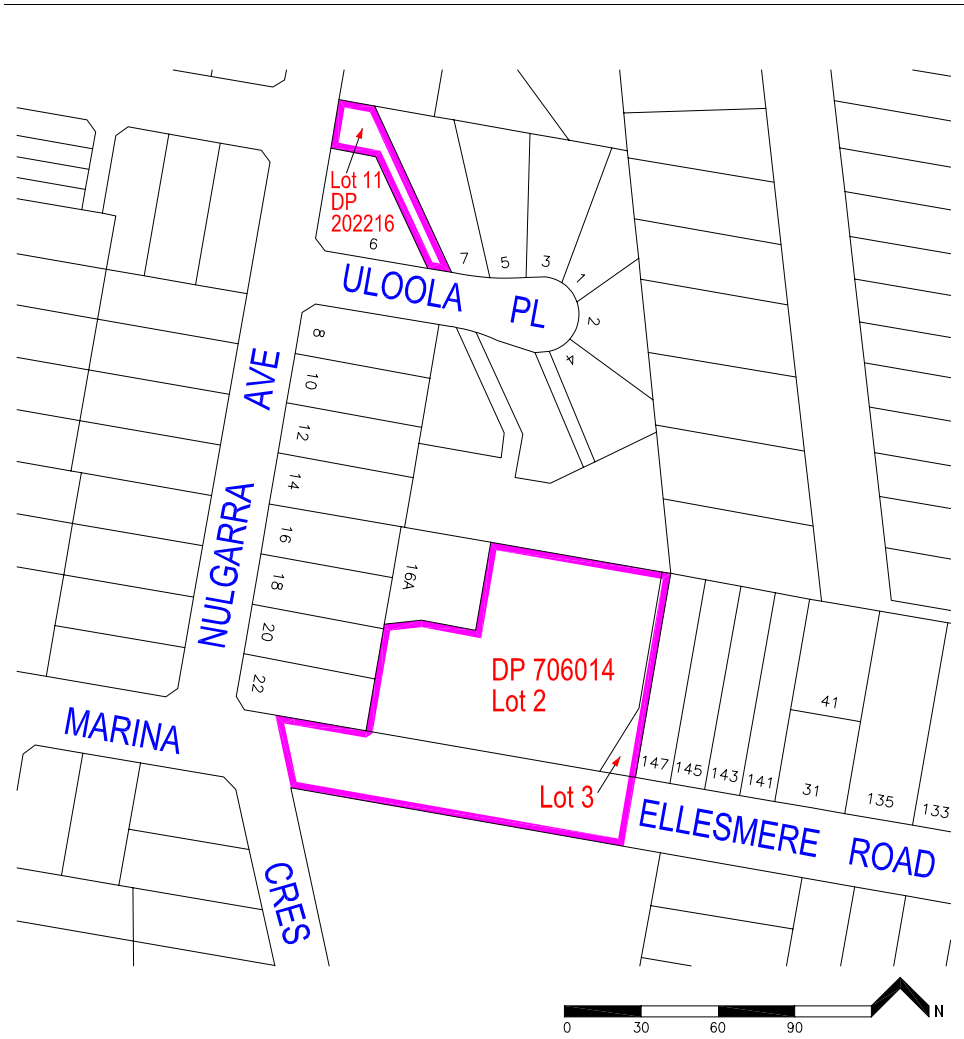 Lot 11
DP
202216
6
7
5
3
1
2
4
ULOOLA PL
8
10
12
14
16
18
20
22
16A
NULGARRA AVE
DP 706014
Lot 2
Lot 3
MARINA CRES
147
145
143
141
41
31
135
133
ELLESMERE ROAD
0 30 60 90
N